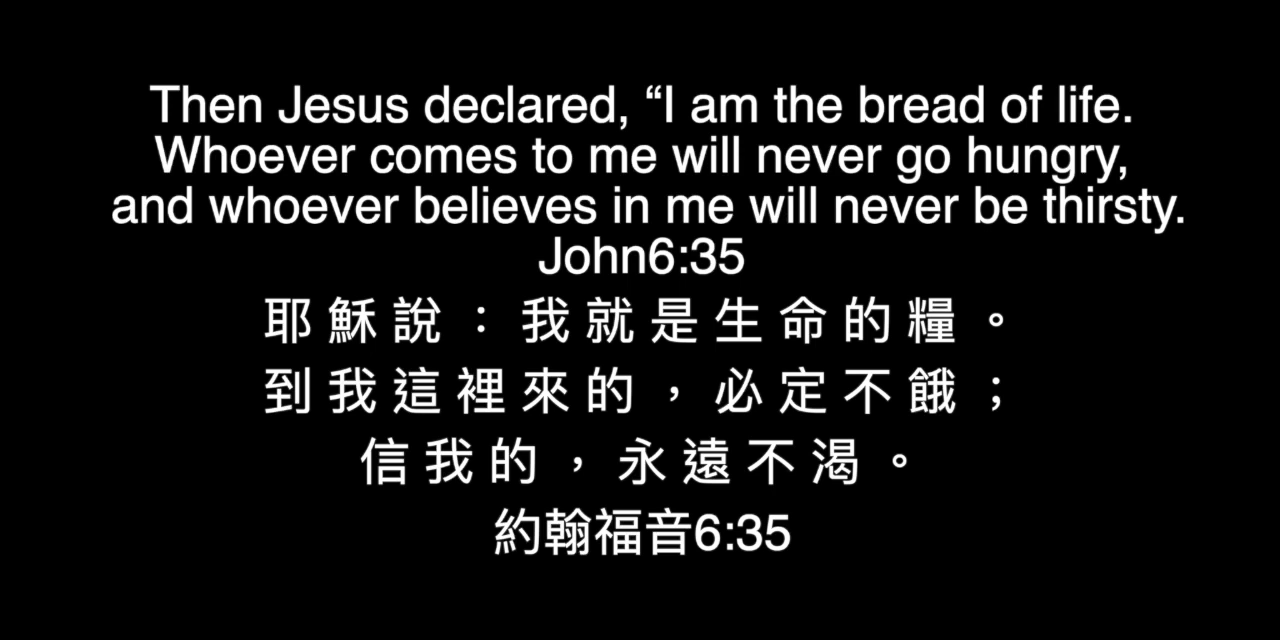 Then Jesus declared, “I am the bread of life.
Whoever comes to me will never go hungry,
and whoever believes in me will never be thirsty.
John6:35
耶穌說：我就是生命的糧。
到我這裡來的，必定不餓；
信我的，永遠不渴。
約翰福音6:35